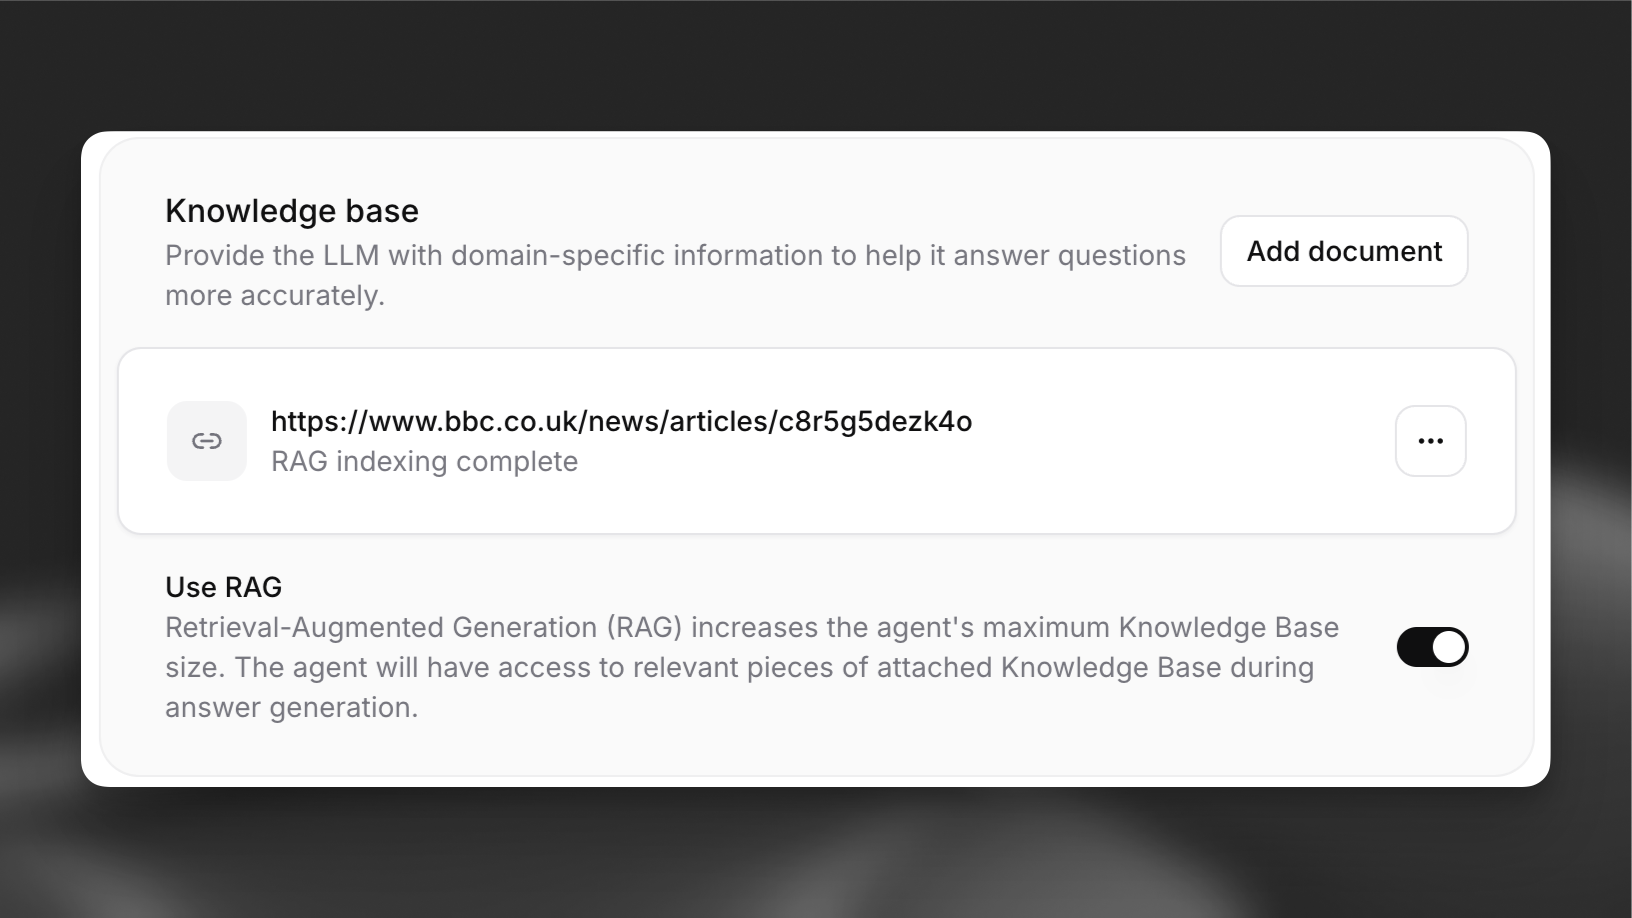 Knowledge base
Provide the LLM with domain-specific information to help it answer questions
more accurately.
Add document
https://www.bbc.co.uk/news/articles/c8r5g5dezk4o
RAG indexing complete
Use RAG
Retrieval-Augmented Generation (RAG) increases the agent's maximum Knowledge Base
size. The agent will have access to relevant pieces of attached Knowledge Base during
answer generation.